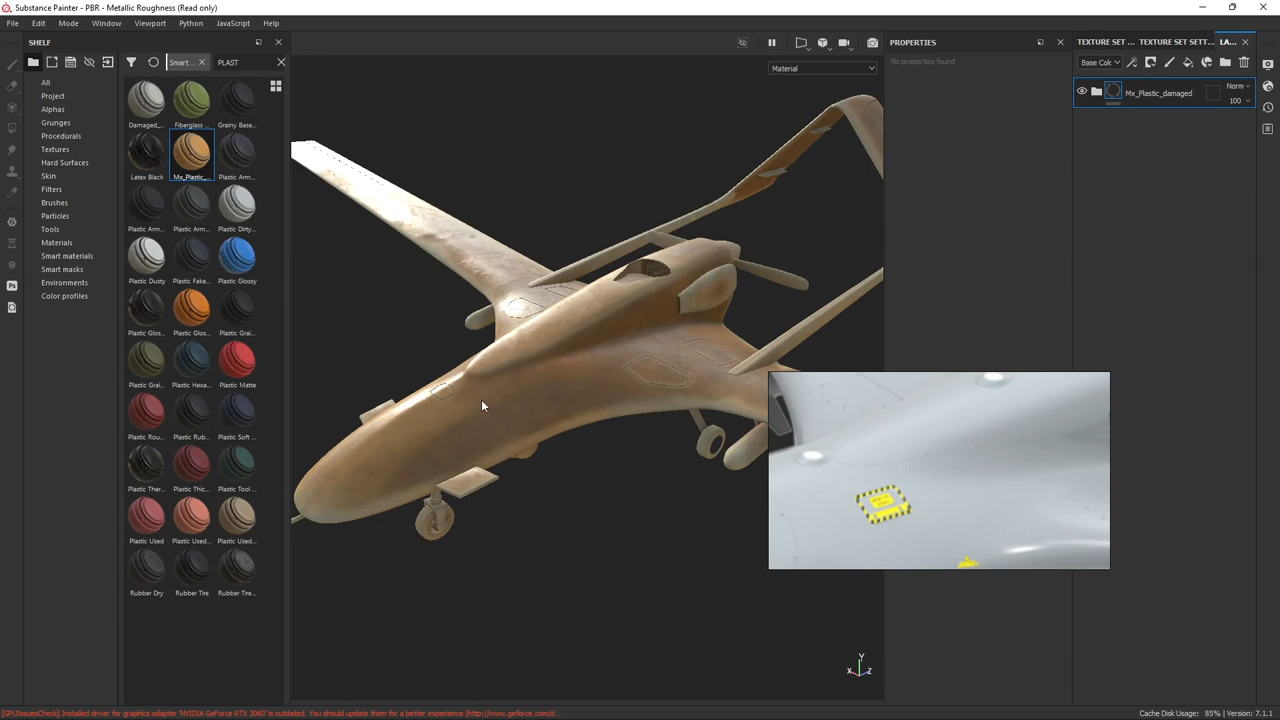 Substance Painter - PBR - Metallic Roughness (Read only)
File Edit Mode Window Viewport Python JavaScript Help
SHELF
PROPERTIES
TEXTURE SET ... TEXTURE SET SETT... LA...
Smart... PLAST
Base Colo
Material
No properties found
All
Project
Alphas
Grunges
Procedurals
Textures
Hard Surfaces
Skin
Filters
Brushes
Particles
Tools
Materials
Smart materials
Smart masks
Environments
Color profiles
Damaged_... Fiberglass ... Grainy Base...
Latex Black Mx_Plastic_... Plastic Arm...
Plastic Arm... Plastic Arm... Plastic Dirty...
Plastic Dusty Plastic Fake... Plastic Glossy
Plastic Glos... Plastic Glos... Plastic Grai...
Plastic Grai... Plastic Hexa... Plastic Matte
Plastic Rou... Plastic Rub... Plastic Soft ...
Plastic Ther... Plastic Thic... Plastic Tool ...
Plastic Used Plastic Used... Plastic Used...
Rubber Dry Rubber Tire Rubber Tire...
Mx_Plastic_damaged
Norm
100
Y
X Z
Ps
[GPUIssuesCheck] Installed driver for graphics adapter 'NVIDIA GeForce RTX 3060' is outdated. You should update them for a better experience (http://www.geforce.com/d...
Cache Disk Usage: 85% | Version: 7.1.1